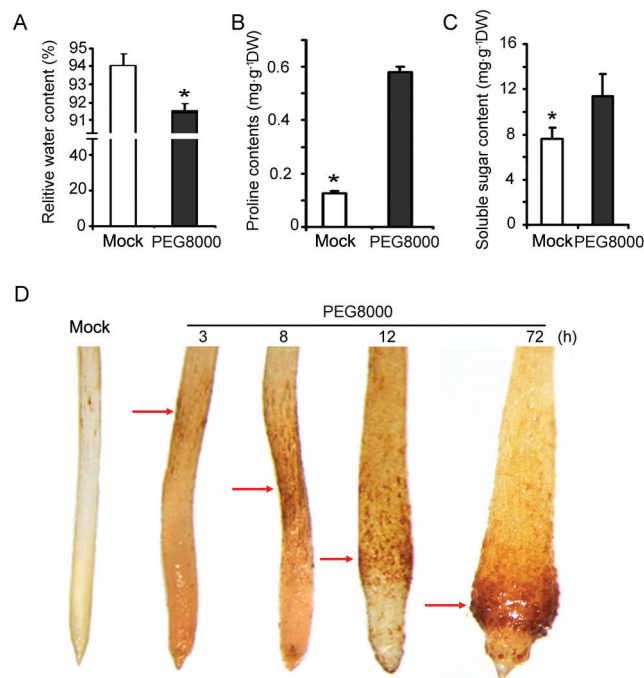 A
Relitive water content (%)
95
94
93
92
91
40
20
0
*
Mock PEG8000
B
Proline contents (mg·g⁻¹DW)
0.6
0.4
0.2
0
*
Mock PEG8000
C
Soluble sugar content (mg·g⁻¹DW)
16
12
8
4
0
*
Mock PEG8000
D
Mock
PEG8000
3 8 12 72 (h)